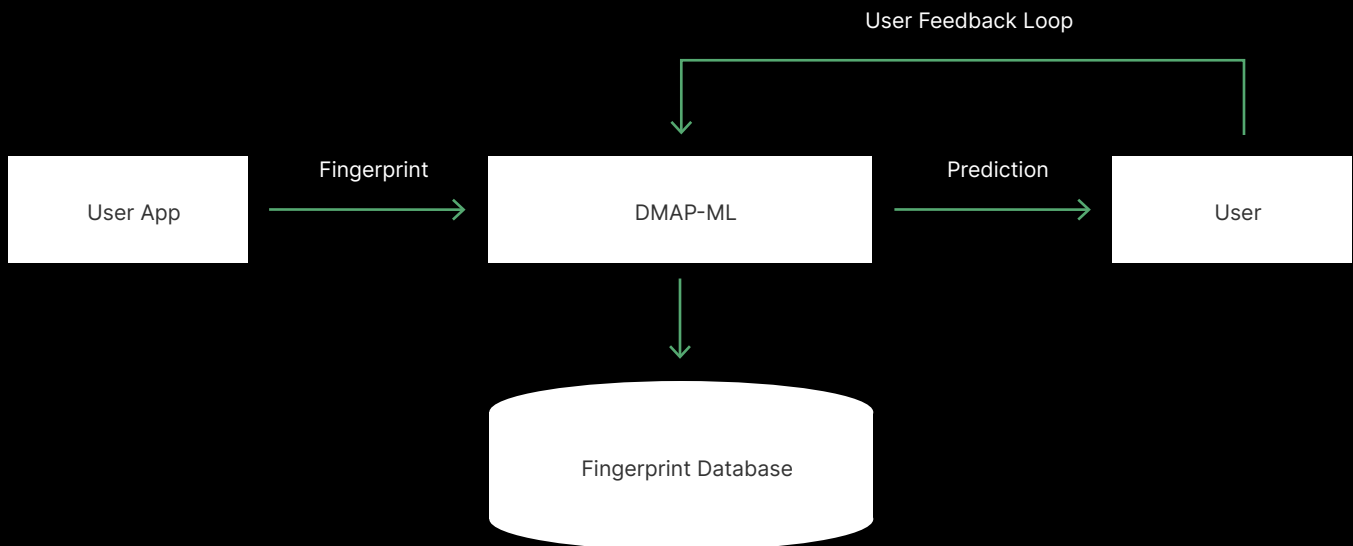 User Feedback Loop
Fingerprint
Prediction
User App
DMAP-ML
User
Fingerprint Database